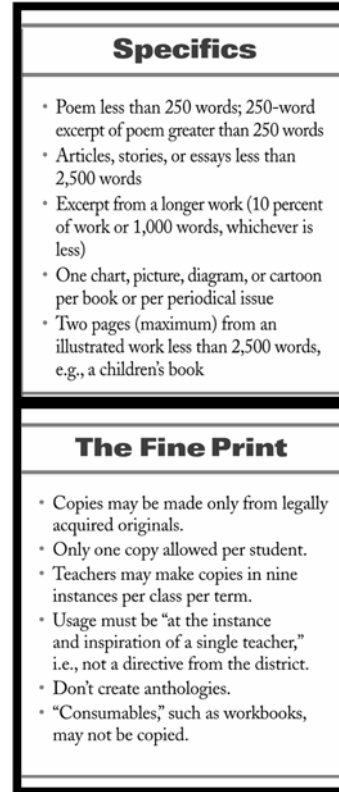 Specifics
• Poem less than 250 words; 250-word
excerpt of poem greater than 250 words
• Articles, stories, or essays less than
2,500 words
• Excerpt from a longer work (10 percent
of work or 1,000 words, whichever is
less)
• One chart, picture, diagram, or cartoon
per book or per periodical issue
• Two pages (maximum) from an
illustrated work less than 2,500 words,
e.g., a children's book
The Fine Print
• Copies may be made only from legally
acquired originals.
• Only one copy allowed per student.
• Teachers may make copies in nine
instances per class per term.
• Usage must be “at the instance
and inspiration of a single teacher,”
i.e., not a directive from the district.
• Don't create anthologies.
• “Consumables,” such as workbooks,
may not be copied.